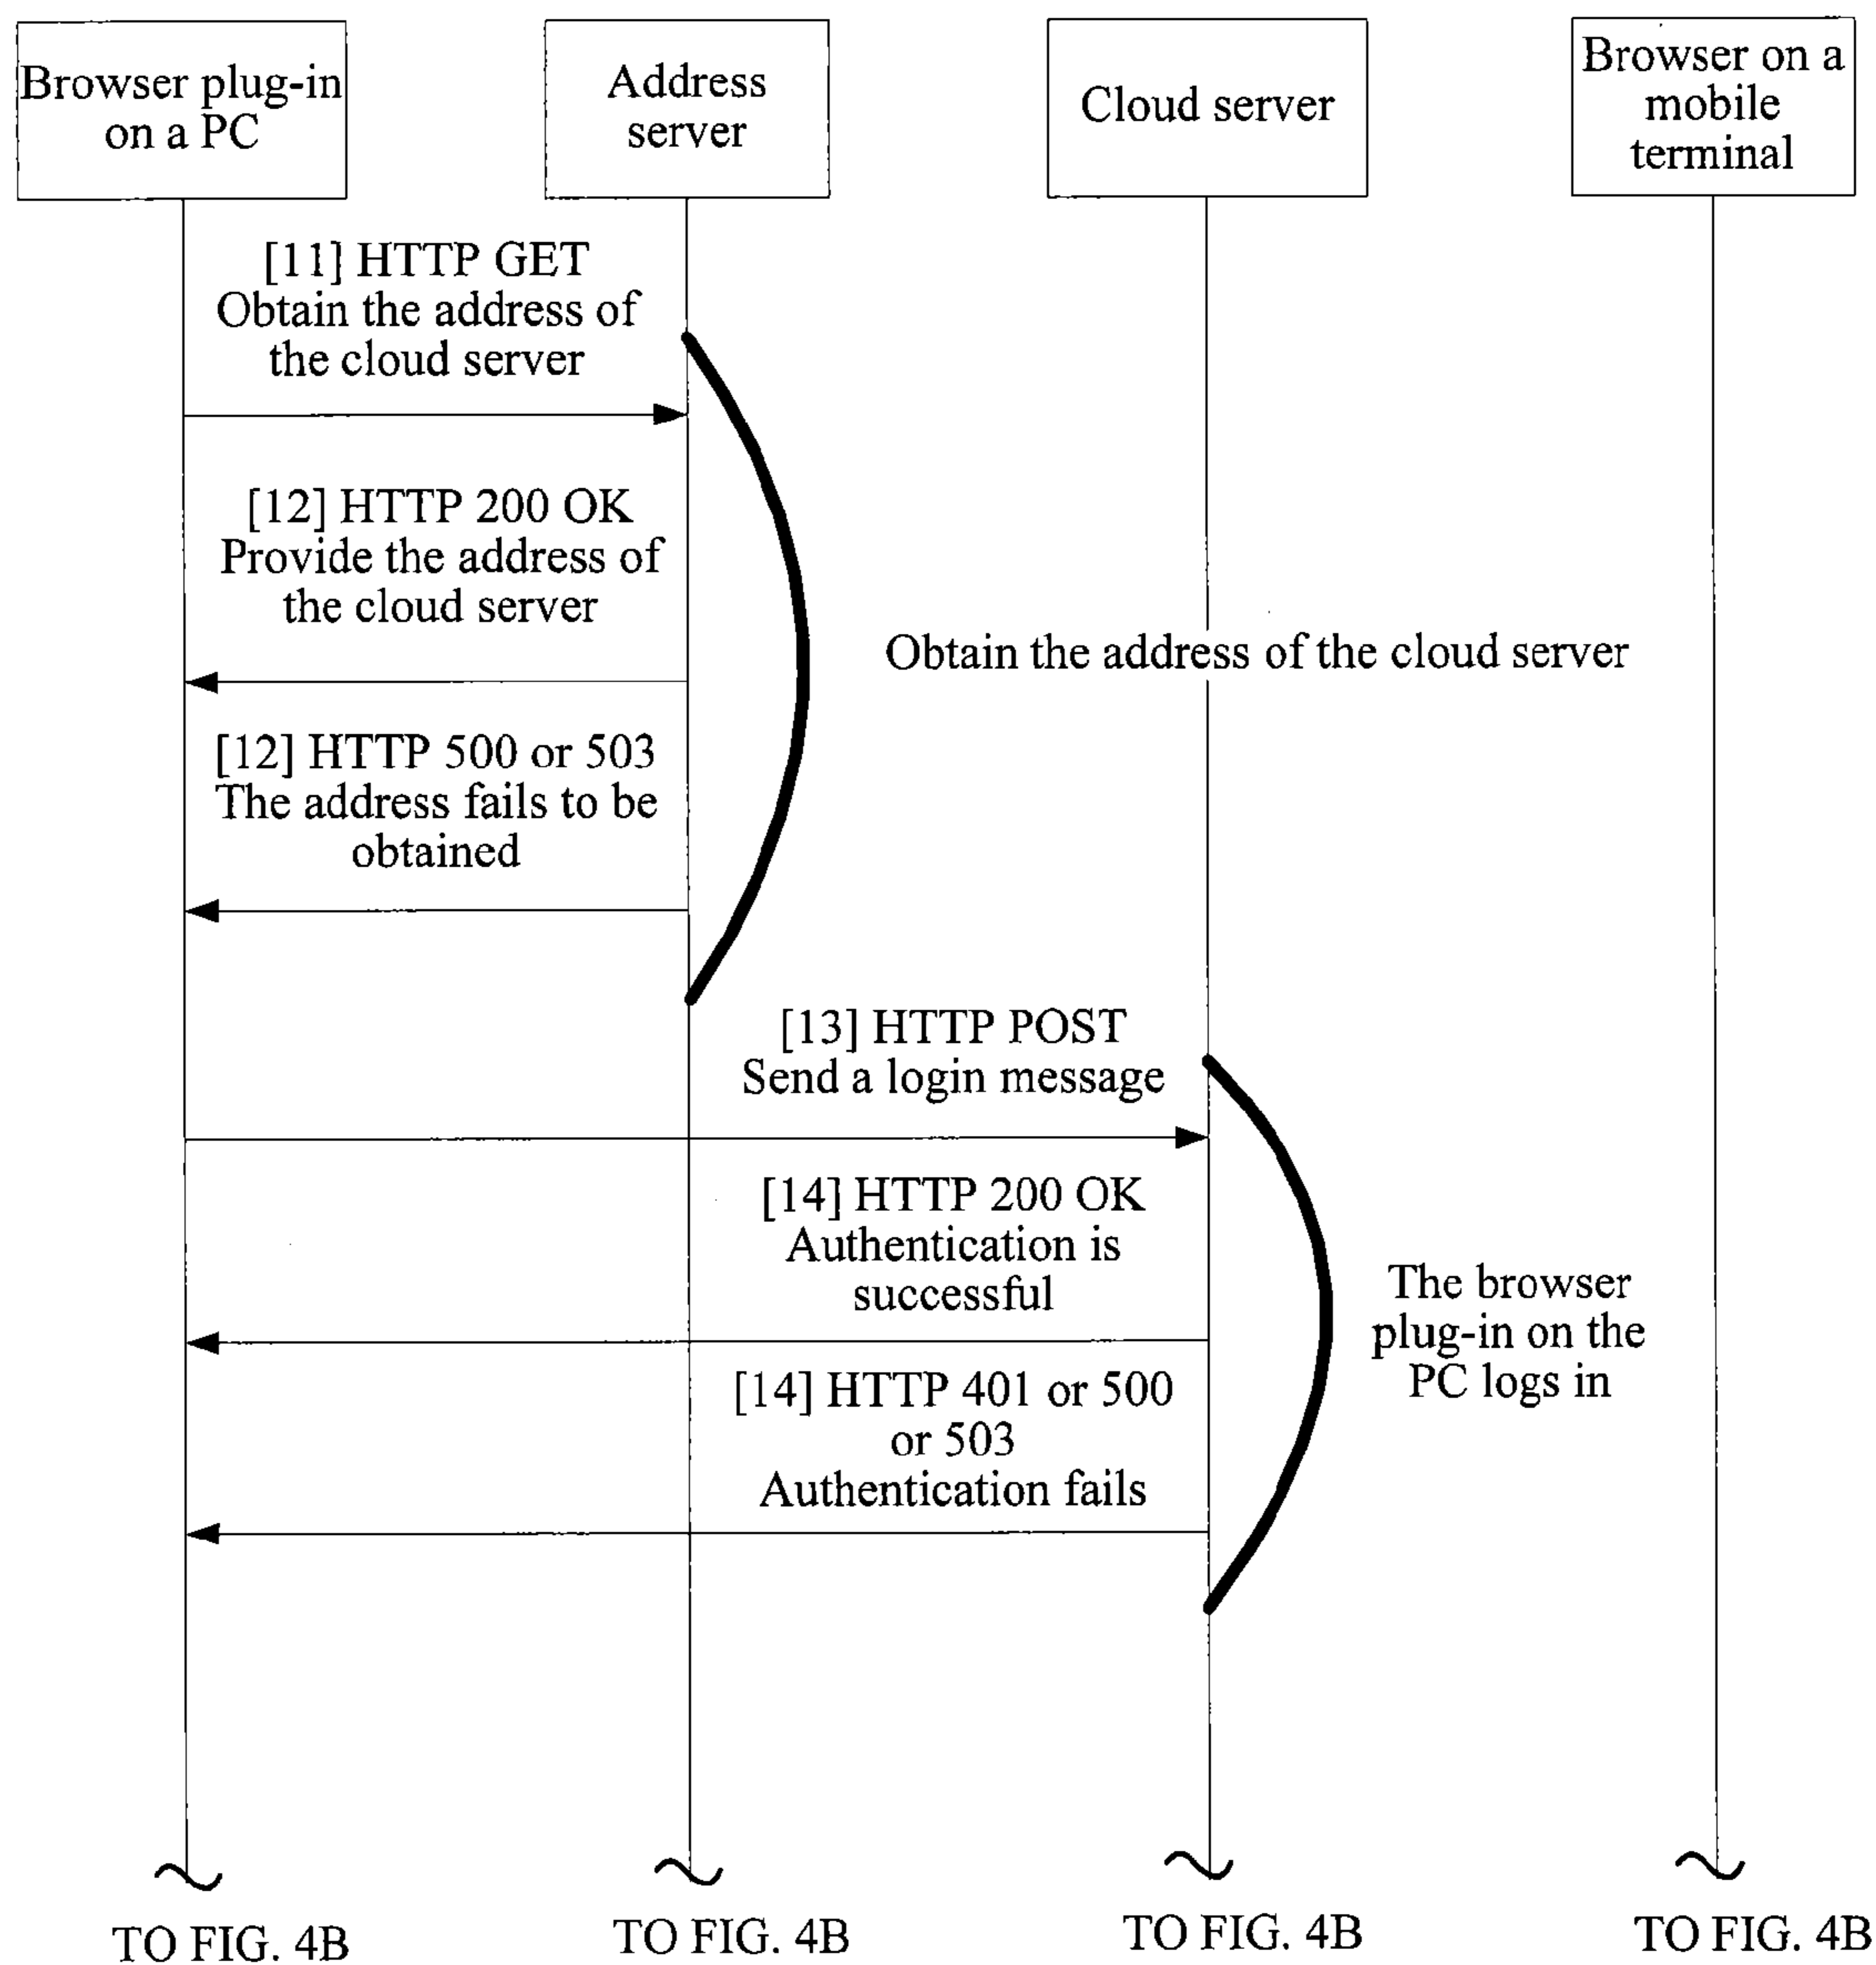 Browser plug-in
on a PC
Address
server
Cloud server
Browser on a
mobile
terminal
[11] HTTP GET
Obtain the address of
the cloud server
[12] HTTP 200 OK
Provide the address of
the cloud server
Obtain the address of the cloud server
[12] HTTP 500 or 503
The address fails to be
obtained
[13] HTTP POST
Send a login message
[14] HTTP 200 OK
Authentication is
successful
The browser
plug-in on the
PC logs in
[14] HTTP 401 or 500
or 503
Authentication fails
TO FIG. 4B
TO FIG. 4B
TO FIG. 4B
TO FIG. 4B